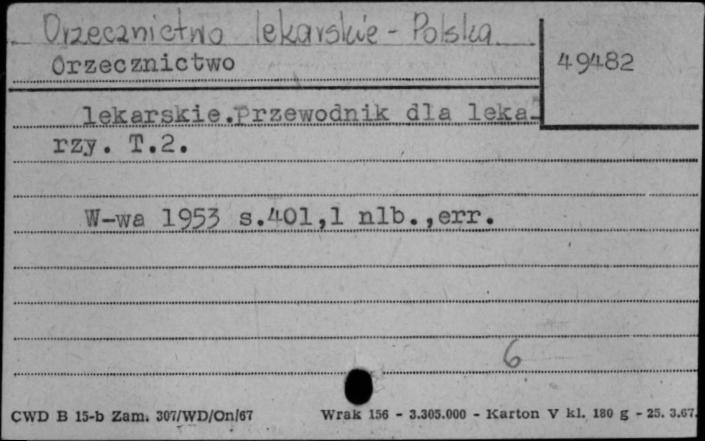 Orzecznictwo lekarskie - Polska
Orzecznictwo
49482
lekarskie.Przewodnik dla leka-
rzy. T.2.
W-wa 1953 s.401,1 nlb.,err.
6
CWD B 15-b Zam. 307/WD/On/67 Wrak 156 - 3.305.000 - Karton V kl. 180 g - 25. 3.67.